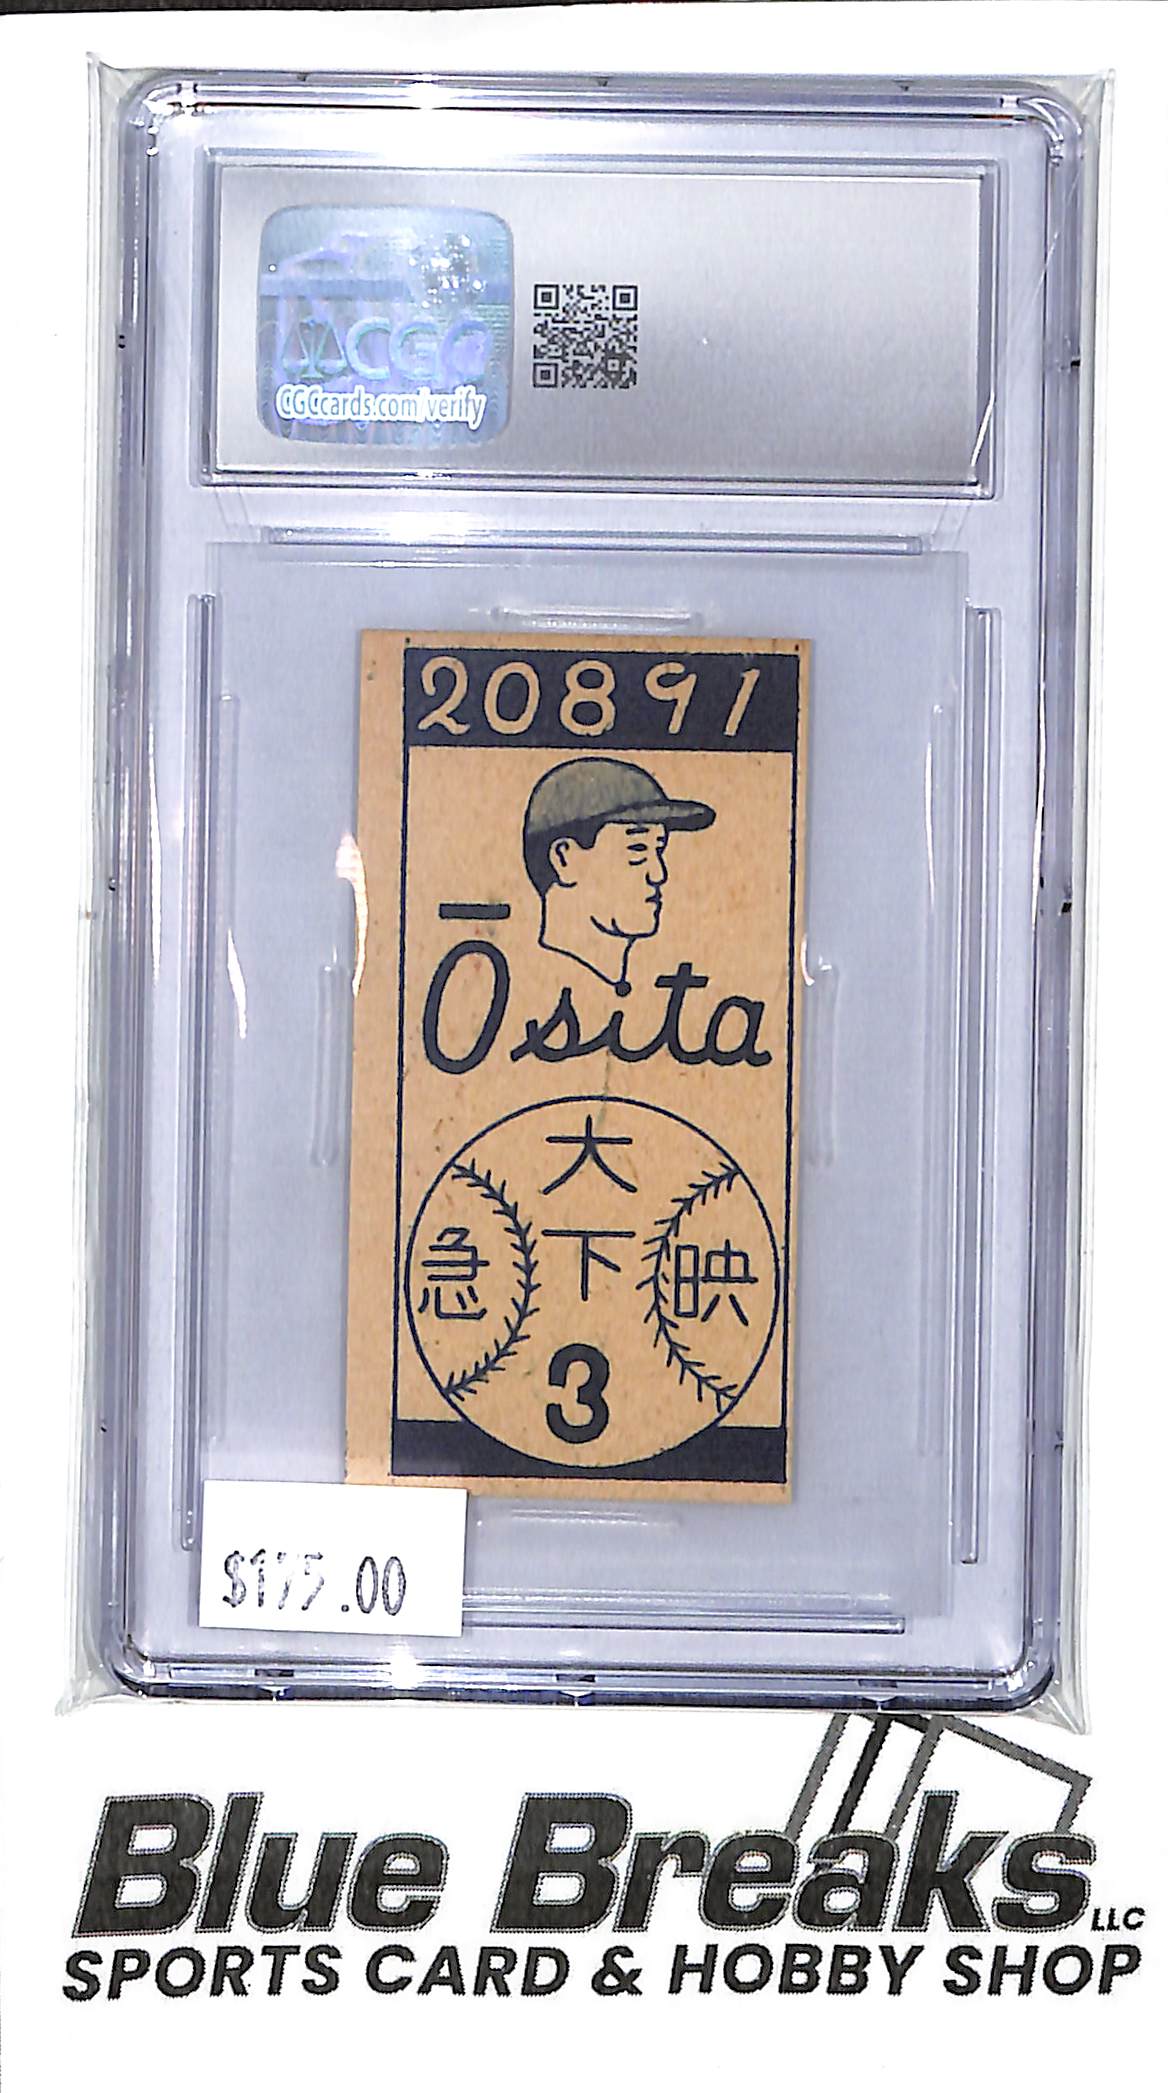 CGC
CGCcards.com/verify
20891
Ōsita
大
急 下 映
3
$175.00
Blue Breaks LLC
SPORTS CARD & HOBBY SHOP